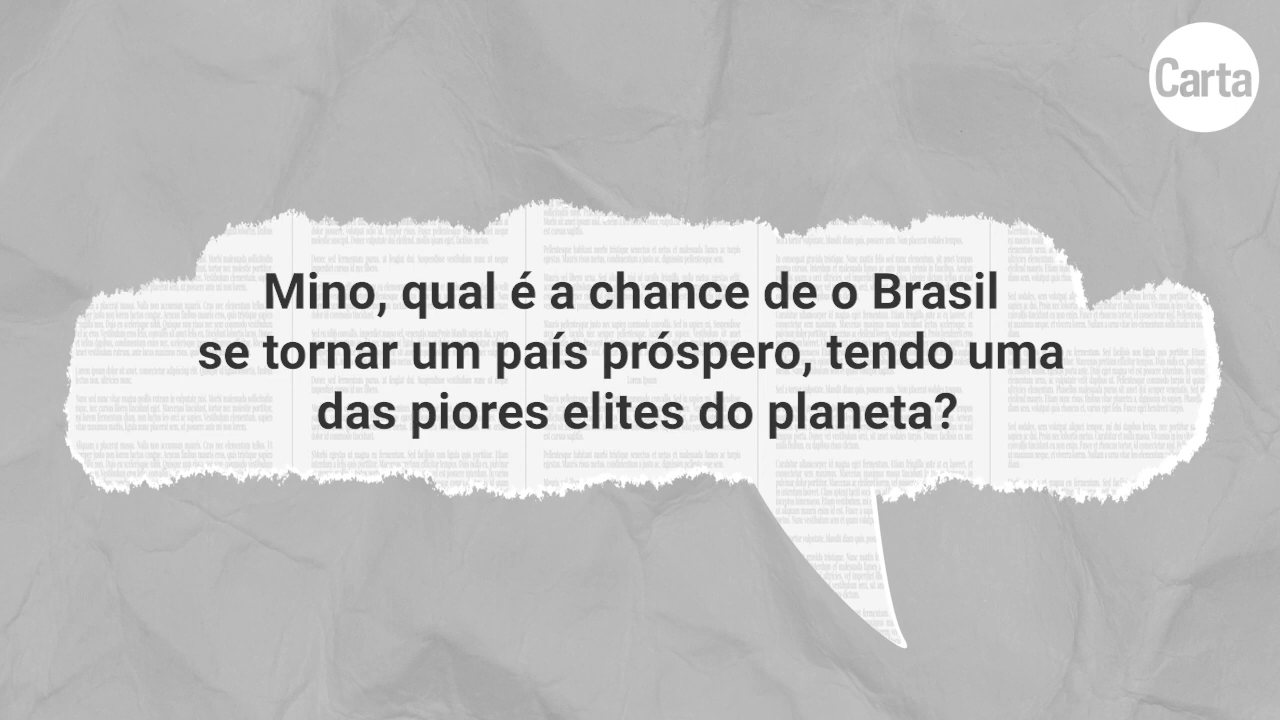 Carta
Mino, qual é a chance de o Brasil
se tornar um país próspero, tendo uma
das piores elites do planeta?